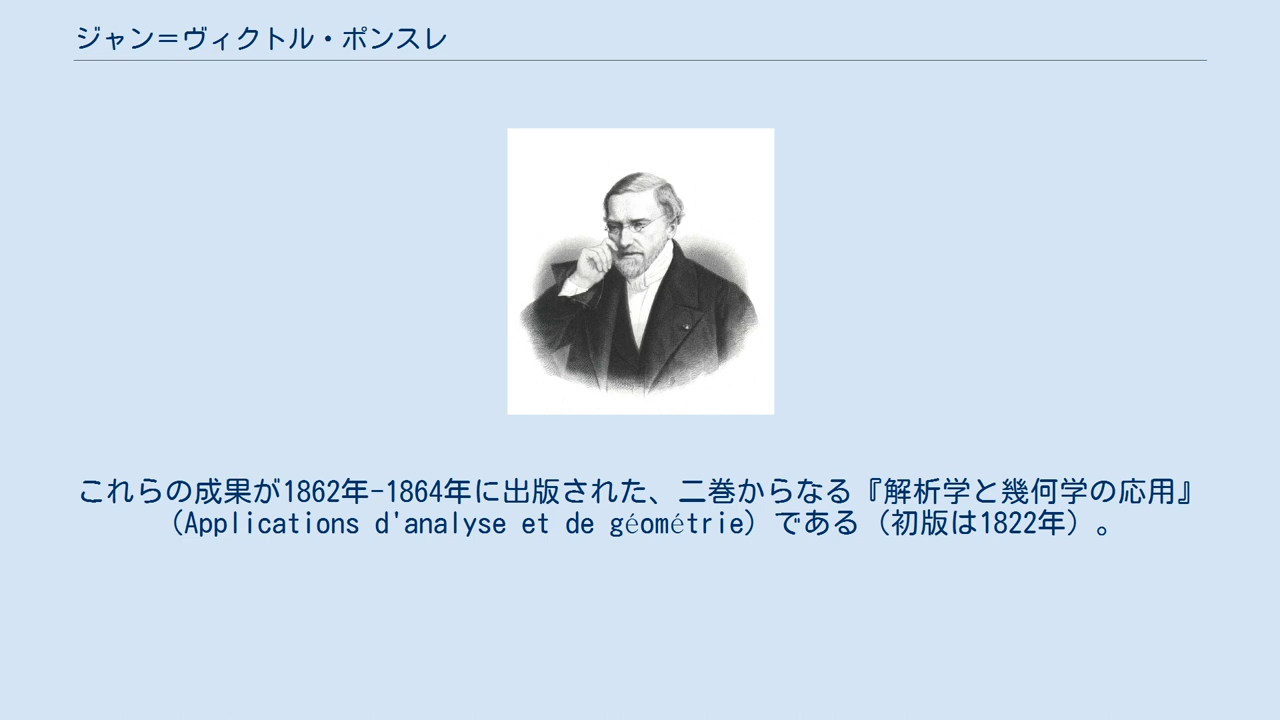 ジャン＝ヴィクトル・ポンスレ
これらの成果が1862年-1864年に出版された、二巻からなる『解析学と幾何学の応用』
（Applications d'analyse et de géométrie）である（初版は1822年）。